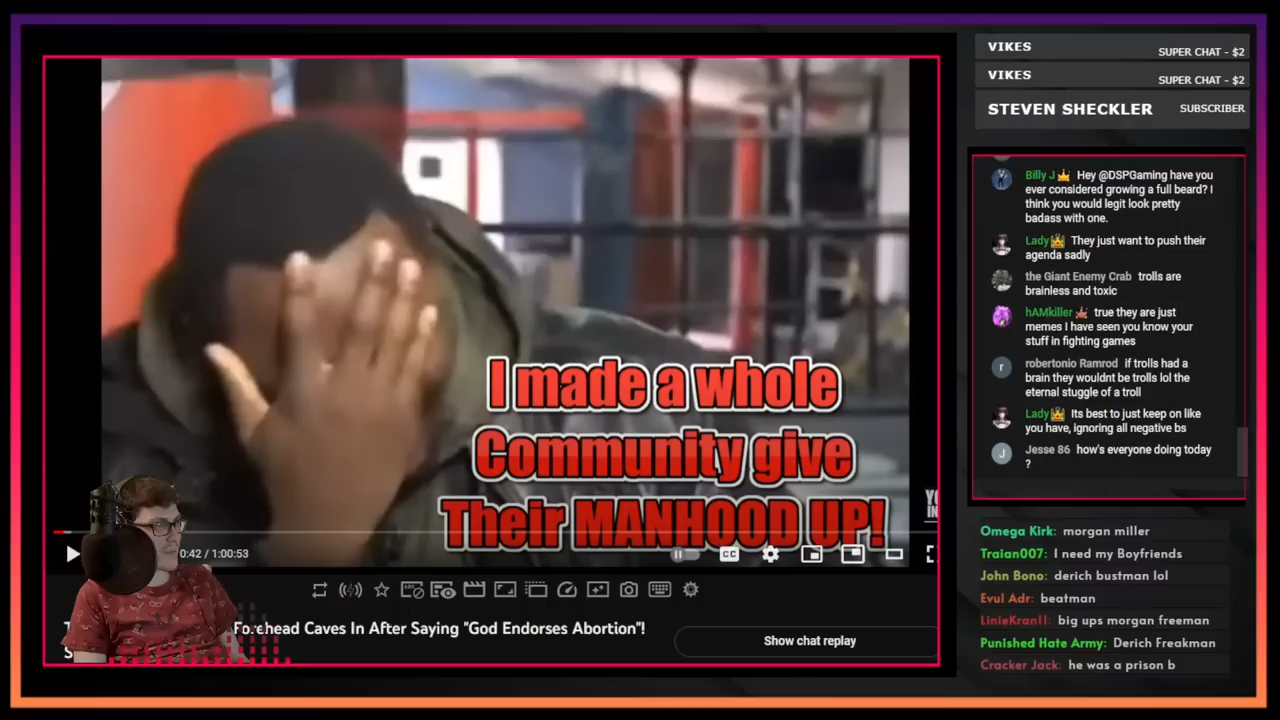 VIKES
SUPER CHAT - $2
VIKES
SUPER CHAT - $2
STEVEN SHECKLER
SUBSCRIBER
Billy J Hey @DSPGaming have you
ever considered growing a full beard? I
think you would legit look pretty
badass with one.
Lady They just want to push their
agenda sadly
the Giant Enemy Crab trolls are
brainless and toxic
hAMkiller true they are just
memes I have seen you know your
stuff in fighting games
robertonio Ramrod if trolls had a
brain they wouldnt be trolls lol the
eternal stuggle of a troll
Lady Its best to just keep on like
you have, ignoring all negative bs
Jesse 86 how's everyone doing today
?
I made a whole
Community give
Their MANHOOD UP!
0:42 / 1:00:53
CC
Forehead Caves In After Saying "God Endorses Abortion"!
Show chat replay
Omega Kirk: morgan miller
Traian007: I need my Boyfriends
John Bono: derich bustman lol
Evul Adr: beatman
LinieKranII: big ups morgan freeman
Punished Hate Army: Derich Freakman
Cracker Jack: he was a prison b